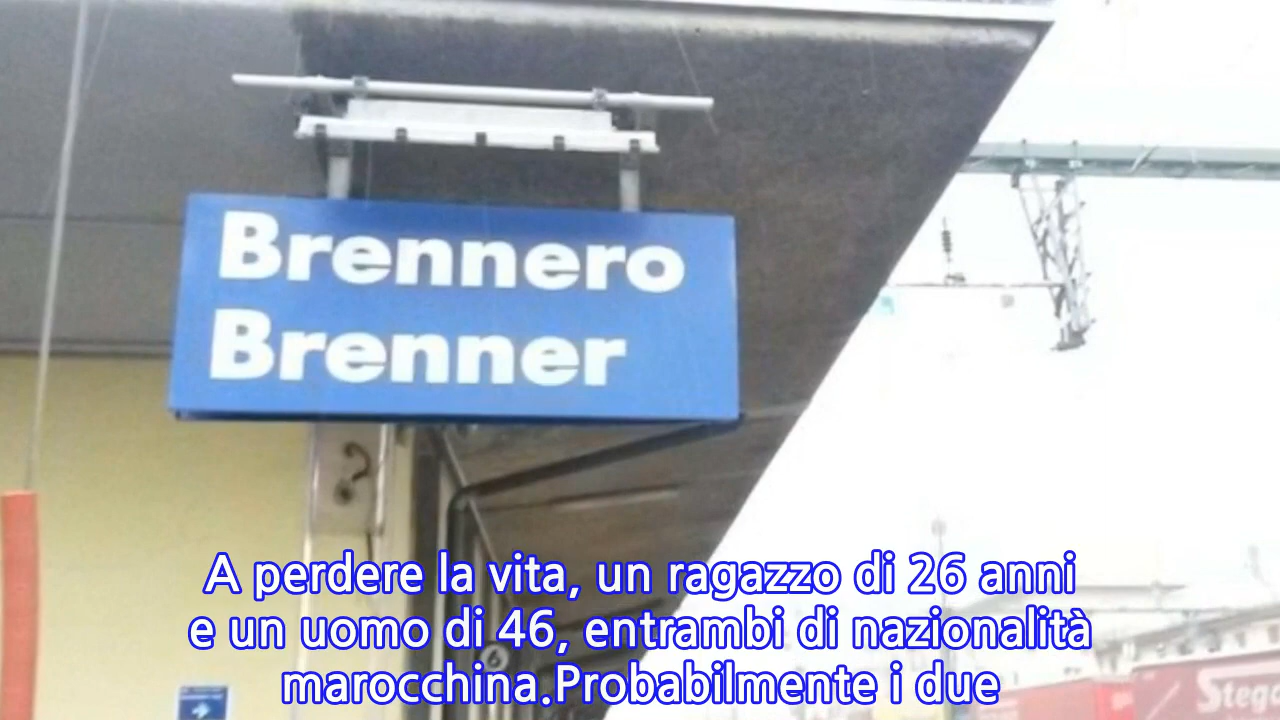 Brennero
Brenner
6
A perdere la vita, un ragazzo di 26 anni
e un uomo di 46, entrambi di nazionalità
marocchina.Probabilmente i due